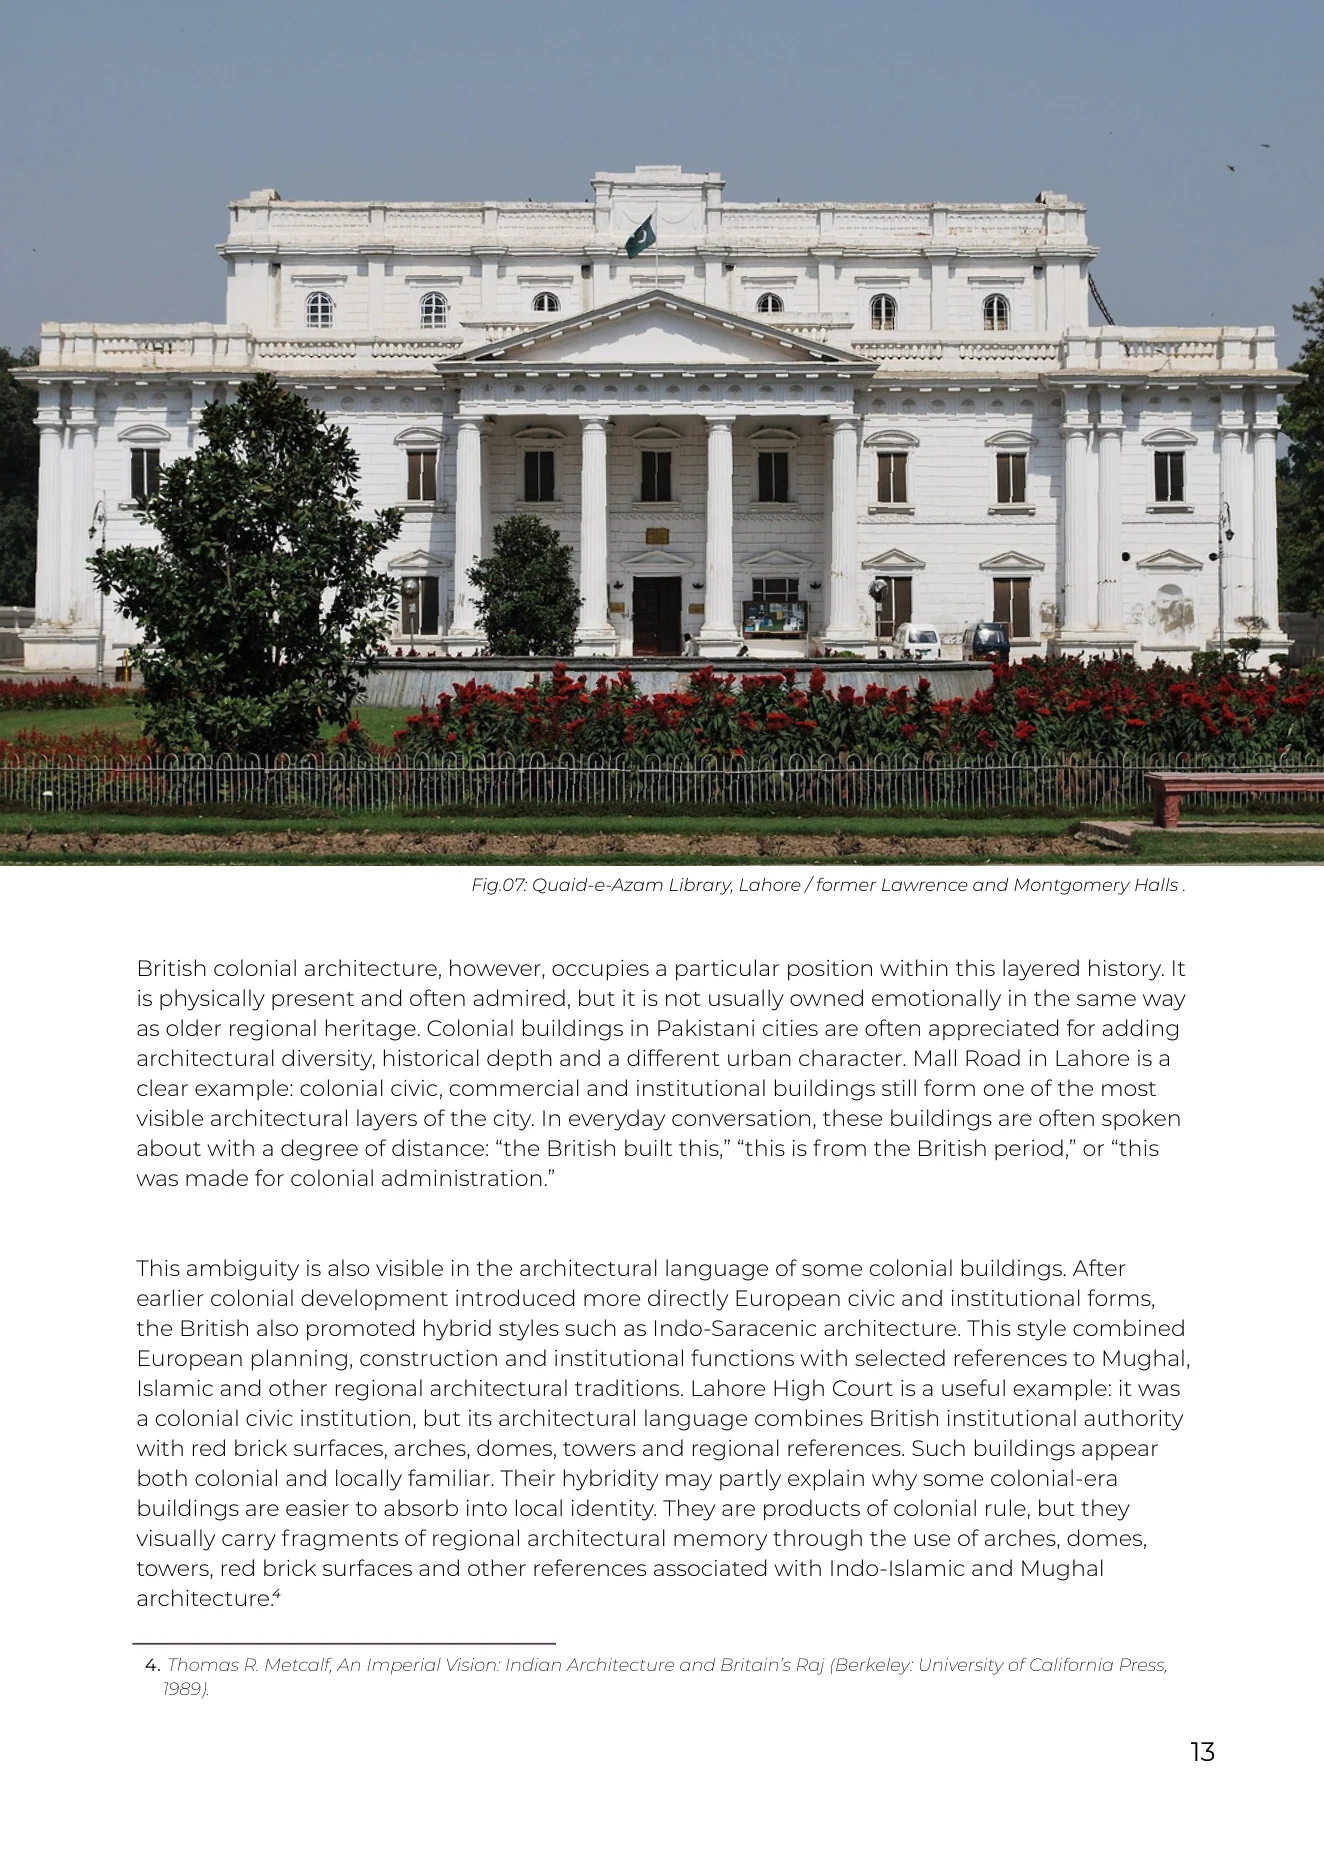 Fig.07: Quaid-e-Azam Library, Lahore / former Lawrence and Montgomery Halls .
British colonial architecture, however, occupies a particular position within this layered history. It
is physically present and often admired, but it is not usually owned emotionally in the same way
as older regional heritage. Colonial buildings in Pakistani cities are often appreciated for adding
architectural diversity, historical depth and a different urban character. Mall Road in Lahore is a
clear example: colonial civic, commercial and institutional buildings still form one of the most
visible architectural layers of the city. In everyday conversation, these buildings are often spoken
about with a degree of distance: “the British built this,” “this is from the British period,” or “this
was made for colonial administration.”
This ambiguity is also visible in the architectural language of some colonial buildings. After
earlier colonial development introduced more directly European civic and institutional forms,
the British also promoted hybrid styles such as Indo-Saracenic architecture. This style combined
European planning, construction and institutional functions with selected references to Mughal,
Islamic and other regional architectural traditions. Lahore High Court is a useful example: it was
a colonial civic institution, but its architectural language combines British institutional authority
with red brick surfaces, arches, domes, towers and regional references. Such buildings appear
both colonial and locally familiar. Their hybridity may partly explain why some colonial-era
buildings are easier to absorb into local identity. They are products of colonial rule, but they
visually carry fragments of regional architectural memory through the use of arches, domes,
towers, red brick surfaces and other references associated with Indo-Islamic and Mughal
architecture.⁴
4. Thomas R. Metcalf, An Imperial Vision: Indian Architecture and Britain’s Raj (Berkeley: University of California Press,
1989).
13